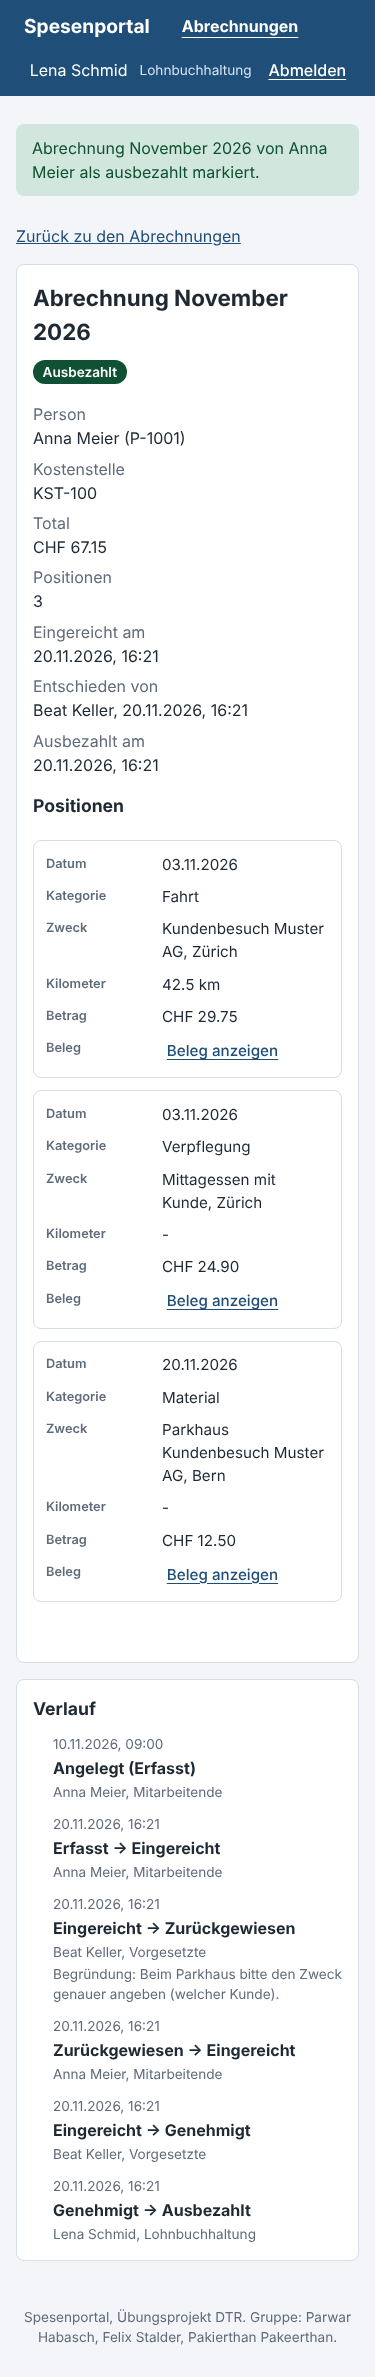 Spesenportal Abrechnungen
Lena Schmid Lohnbuchhaltung Abmelden
Abrechnung November 2026 von Anna
Meier als ausbezahlt markiert.
Zurück zu den Abrechnungen
Abrechnung November
2026
Ausbezahlt
Person
Anna Meier (P-1001)
Kostenstelle
KST-100
Total
CHF 67.15
Positionen
3
Eingereicht am
20.11.2026, 16:21
Entschieden von
Beat Keller, 20.11.2026, 16:21
Ausbezahlt am
20.11.2026, 16:21
Positionen
Datum 03.11.2026
Kategorie Fahrt
Zweck Kundenbesuch Muster
AG, Zürich
Kilometer 42.5 km
Betrag CHF 29.75
Beleg Beleg anzeigen
Datum 03.11.2026
Kategorie Verpflegung
Zweck Mittagessen mit
Kunde, Zürich
Kilometer -
Betrag CHF 24.90
Beleg Beleg anzeigen
Datum 20.11.2026
Kategorie Material
Zweck Parkhaus
Kundenbesuch Muster
AG, Bern
Kilometer -
Betrag CHF 12.50
Beleg Beleg anzeigen
Verlauf
10.11.2026, 09:00
Angelegt (Erfasst)
Anna Meier, Mitarbeitende
20.11.2026, 16:21
Erfasst → Eingereicht
Anna Meier, Mitarbeitende
20.11.2026, 16:21
Eingereicht → Zurückgewiesen
Beat Keller, Vorgesetzte
Begründung: Beim Parkhaus bitte den Zweck
genauer angeben (welcher Kunde).
20.11.2026, 16:21
Zurückgewiesen → Eingereicht
Anna Meier, Mitarbeitende
20.11.2026, 16:21
Eingereicht → Genehmigt
Beat Keller, Vorgesetzte
20.11.2026, 16:21
Genehmigt → Ausbezahlt
Lena Schmid, Lohnbuchhaltung
Spesenportal, Übungsprojekt DTR. Gruppe: Parwar
Habasch, Felix Stalder, Pakierthan Pakeerthan.